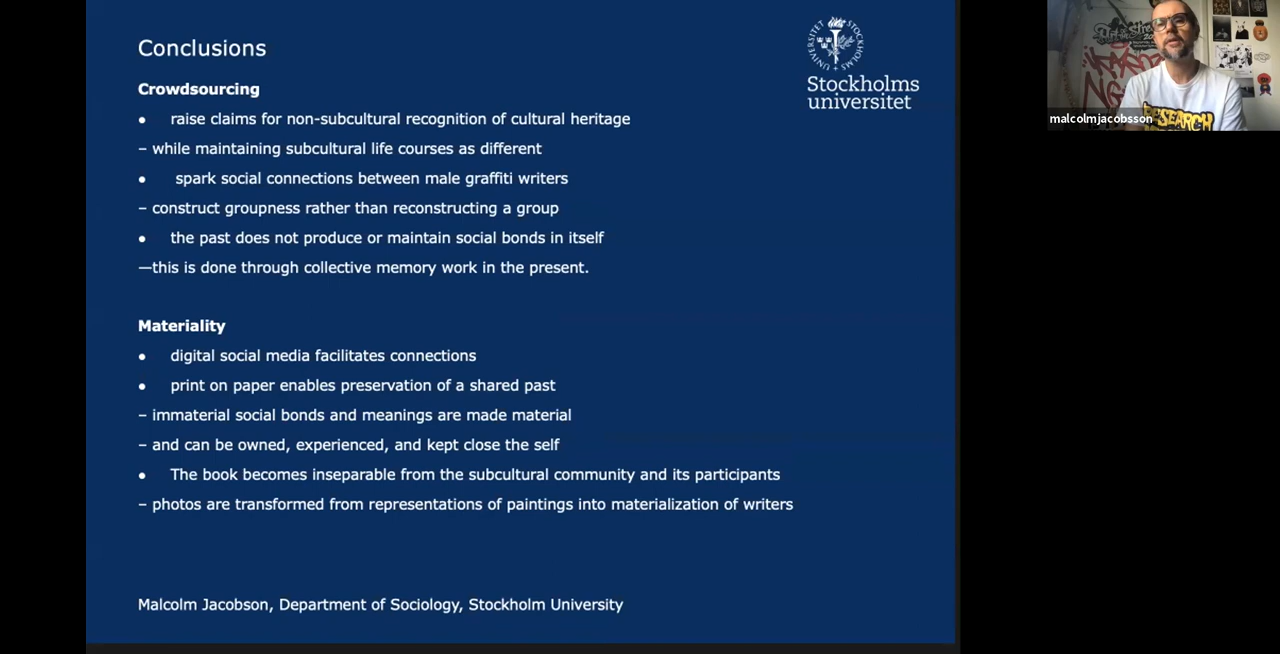 Conclusions
Crowdsourcing
• raise claims for non-subcultural recognition of cultural heritage
– while maintaining subcultural life courses as different
• spark social connections between male graffiti writers
– construct groupness rather than reconstructing a group
• the past does not produce or maintain social bonds in itself
—this is done through collective memory work in the present.
Materiality
• digital social media facilitates connections
• print on paper enables preservation of a shared past
– immaterial social bonds and meanings are made material
– and can be owned, experienced, and kept close the self
• The book becomes inseparable from the subcultural community and its participants
– photos are transformed from representations of paintings into materialization of writers
Malcolm Jacobson, Department of Sociology, Stockholm University
STOCKHOLMS UNIVERSITET
Stockholms
universitet
malcolmjacobsson